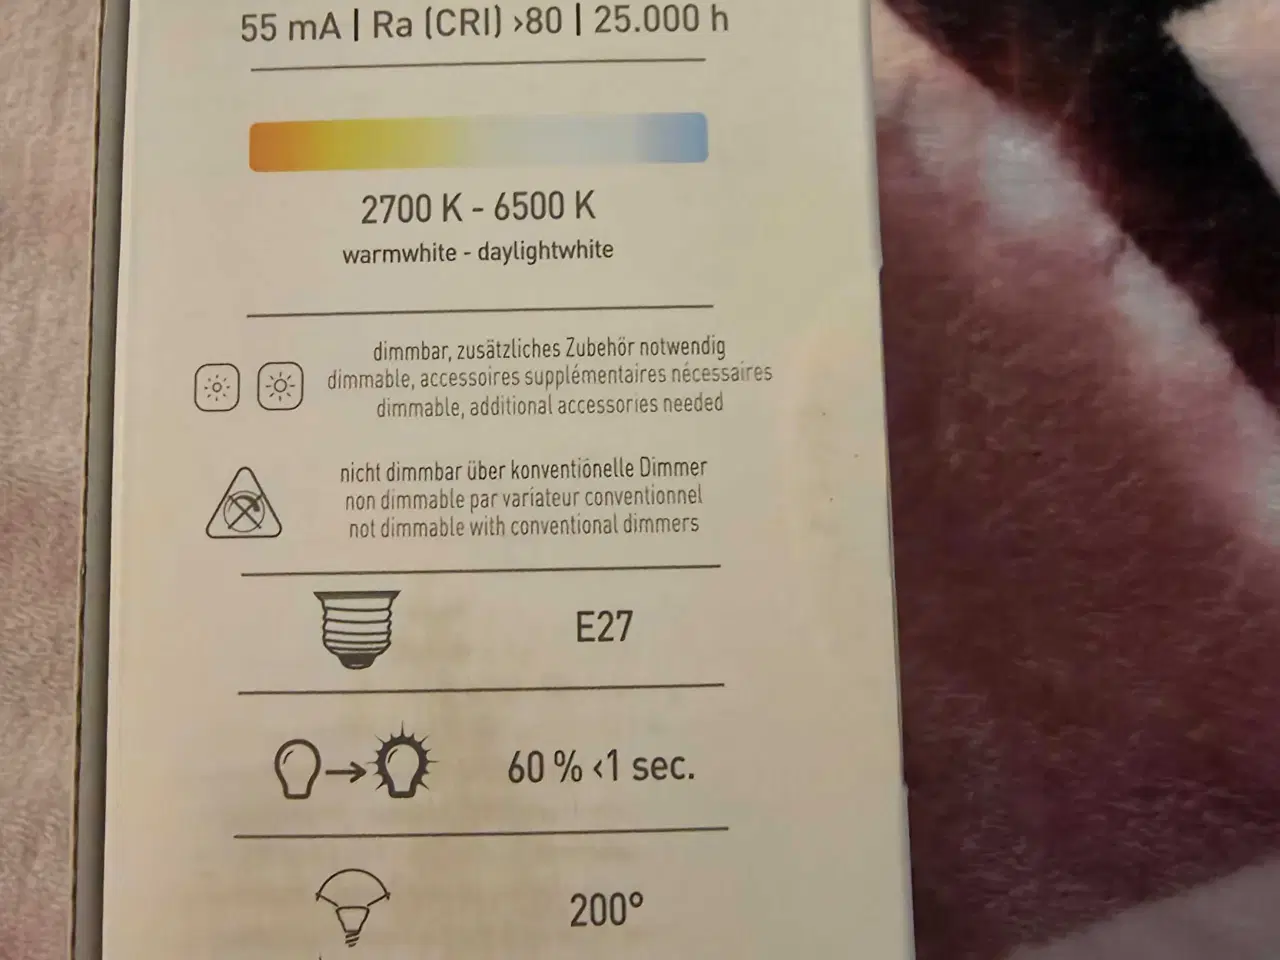 55 mA | Ra (CRI) >80 | 25.000 h
2700 K - 6500 K
warmwhite - daylightwhite
dimmbar, zusätzliches Zubehör notwendig
dimmable, accessoires supplémentaires nécessaires
dimmable, additional accessories needed
nicht dimmbar über konventionelle Dimmer
non dimmable par variateur conventionnel
not dimmable with conventional dimmers
E27
60 % <1 sec.
200°